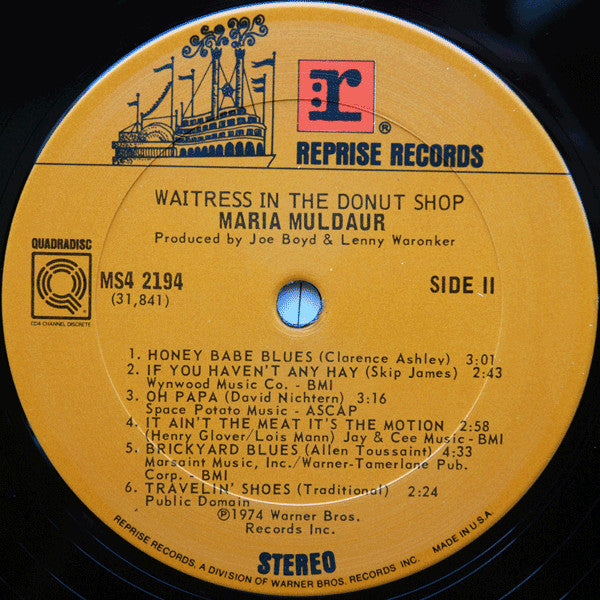 r
®
REPRISE RECORDS
WAITRESS IN THE DONUT SHOP
MARIA MULDAUR
Produced by Joe Boyd & Lenny Waronker
QUADRADISC
CD4 CHANNEL DISCRETE
MS4 2194
(31,841)
SIDE II
1. HONEY BABE BLUES (Clarence Ashley) 3:01
2. IF YOU HAVEN'T ANY HAY (Skip James) 2:43
Wynwood Music Co. - BMI
3. OH PAPA (David Nichtern) 3:16
Space Potato Music - ASCAP
4. IT AIN'T THE MEAT IT'S THE MOTION 2:58
(Henry Glover/Lois Mann) Jay & Cee Music - BMI
5. BRICKYARD BLUES (Allen Toussaint) 4:33
Marsaint Music, Inc./Warner-Tamerlane Pub.
Corp. - BMI
6. TRAVELIN' SHOES (Traditional) 2:24
Public Domain
℗1974 Warner Bros.
Records Inc.
STEREO
REPRISE RECORDS, A DIVISION OF WARNER BROS. RECORDS INC. MADE IN U.S.A.